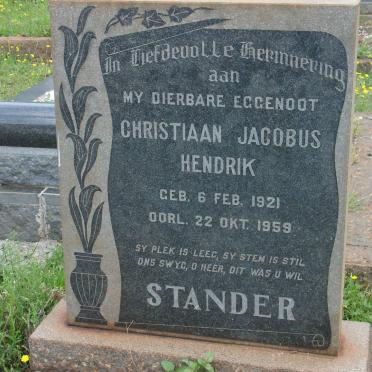 In Liefdevolle Herinnering
aan
MY DIERBARE EGGENOOT
CHRISTIAAN JACOBUS
HENDRIK
GEB. 6 FEB. 1921
OORL. 22 OKT. 1959
SY PLEK IS LEEG, SY STEM IS STIL
ONS SWYG, O HEER, DIT WAS U WIL
STANDER